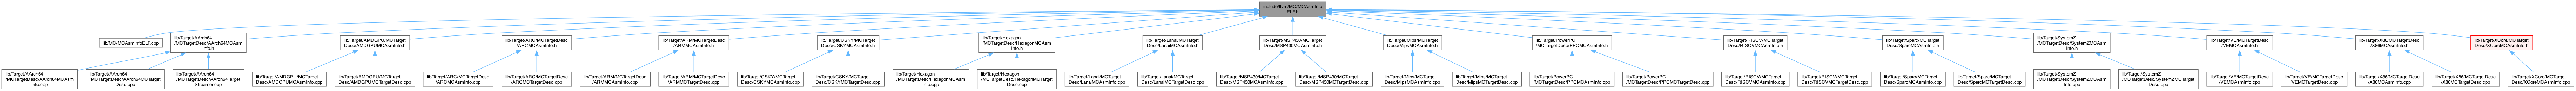 include/llvm/MC/MCAsmInfo
ELF.h
lib/MC/MCAsmInfoELF.cpp
lib/Target/AArch64
/MCTargetDesc/AArch64MCAsm
Info.h
lib/Target/AMDGPU/MCTarget
Desc/AMDGPUMCAsmInfo.h
lib/Target/ARC/MCTargetDesc
/ARCMCAsmInfo.h
lib/Target/ARM/MCTargetDesc
/ARMMCAsmInfo.h
lib/Target/CSKY/MCTarget
Desc/CSKYMCAsmInfo.h
lib/Target/Hexagon
/MCTargetDesc/HexagonMCAsm
Info.h
lib/Target/Lanai/MCTarget
Desc/LanaiMCAsmInfo.h
lib/Target/MSP430/MCTarget
Desc/MSP430MCAsmInfo.h
lib/Target/Mips/MCTarget
Desc/MipsMCAsmInfo.h
lib/Target/PowerPC
/MCTargetDesc/PPCMCAsmInfo.h
lib/Target/RISCV/MCTarget
Desc/RISCVMCAsmInfo.h
lib/Target/Sparc/MCTarget
Desc/SparcMCAsmInfo.h
lib/Target/SystemZ
/MCTargetDesc/SystemZMCAsm
Info.h
lib/Target/VE/MCTargetDesc
/VEMCAsmInfo.h
lib/Target/X86/MCTargetDesc
/X86MCAsmInfo.h
lib/Target/XCore/MCTarget
Desc/XCoreMCAsmInfo.h
lib/Target/AArch64
/MCTargetDesc/AArch64MCAsm
Info.cpp
lib/Target/AArch64
/MCTargetDesc/AArch64MCTarget
Desc.cpp
lib/Target/AArch64
/MCTargetDesc/AArch64Target
Streamer.cpp
lib/Target/AMDGPU/MCTarget
Desc/AMDGPUMCAsmInfo.cpp
lib/Target/AMDGPU/MCTarget
Desc/AMDGPUMCTargetDesc.cpp
lib/Target/ARC/MCTargetDesc
/ARCMCAsmInfo.cpp
lib/Target/ARC/MCTargetDesc
/ARCMCTargetDesc.cpp
lib/Target/ARM/MCTargetDesc
/ARMMCAsmInfo.cpp
lib/Target/ARM/MCTargetDesc
/ARMMCTargetDesc.cpp
lib/Target/CSKY/MCTarget
Desc/CSKYMCAsmInfo.cpp
lib/Target/CSKY/MCTarget
Desc/CSKYMCTargetDesc.cpp
lib/Target/Hexagon
/MCTargetDesc/HexagonMCAsm
Info.cpp
lib/Target/Hexagon
/MCTargetDesc/HexagonMCTarget
Desc.cpp
lib/Target/Lanai/MCTarget
Desc/LanaiMCAsmInfo.cpp
lib/Target/Lanai/MCTarget
Desc/LanaiMCTargetDesc.cpp
lib/Target/MSP430/MCTarget
Desc/MSP430MCAsmInfo.cpp
lib/Target/MSP430/MCTarget
Desc/MSP430MCTargetDesc.cpp
lib/Target/Mips/MCTarget
Desc/MipsMCAsmInfo.cpp
lib/Target/Mips/MCTarget
Desc/MipsMCTargetDesc.cpp
lib/Target/PowerPC
/MCTargetDesc/PPCMCAsmInfo.cpp
lib/Target/PowerPC
/MCTargetDesc/PPCMCTargetDesc.cpp
lib/Target/RISCV/MCTarget
Desc/RISCVMCAsmInfo.cpp
lib/Target/RISCV/MCTarget
Desc/RISCVMCTargetDesc.cpp
lib/Target/Sparc/MCTarget
Desc/SparcMCAsmInfo.cpp
lib/Target/Sparc/MCTarget
Desc/SparcMCTargetDesc.cpp
lib/Target/SystemZ
/MCTargetDesc/SystemZMCAsm
Info.cpp
lib/Target/SystemZ
/MCTargetDesc/SystemZMCTarget
Desc.cpp
lib/Target/VE/MCTargetDesc
/VEMCAsmInfo.cpp
lib/Target/VE/MCTargetDesc
/VEMCTargetDesc.cpp
lib/Target/X86/MCTargetDesc
/X86MCAsmInfo.cpp
lib/Target/X86/MCTargetDesc
/X86MCTargetDesc.cpp
lib/Target/XCore/MCTarget
Desc/XCoreMCAsmInfo.cpp